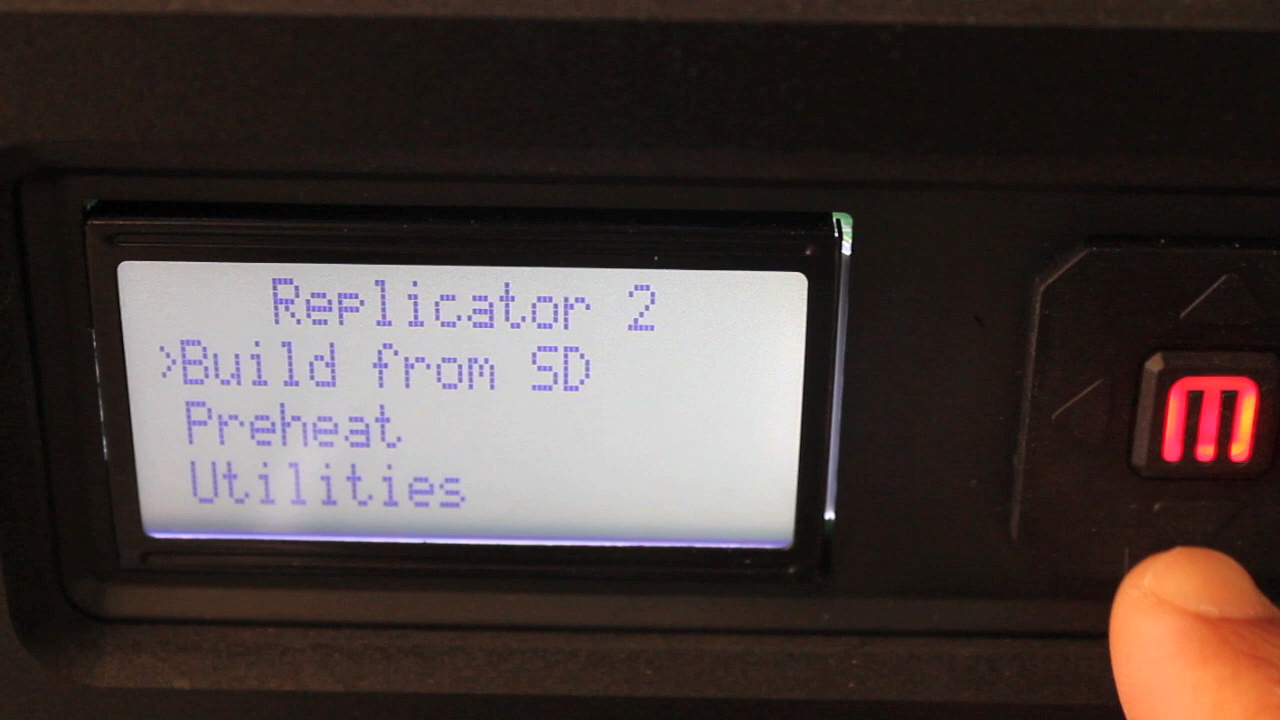 Replicator 2
>Build from SD
Preheat
Utilities
M